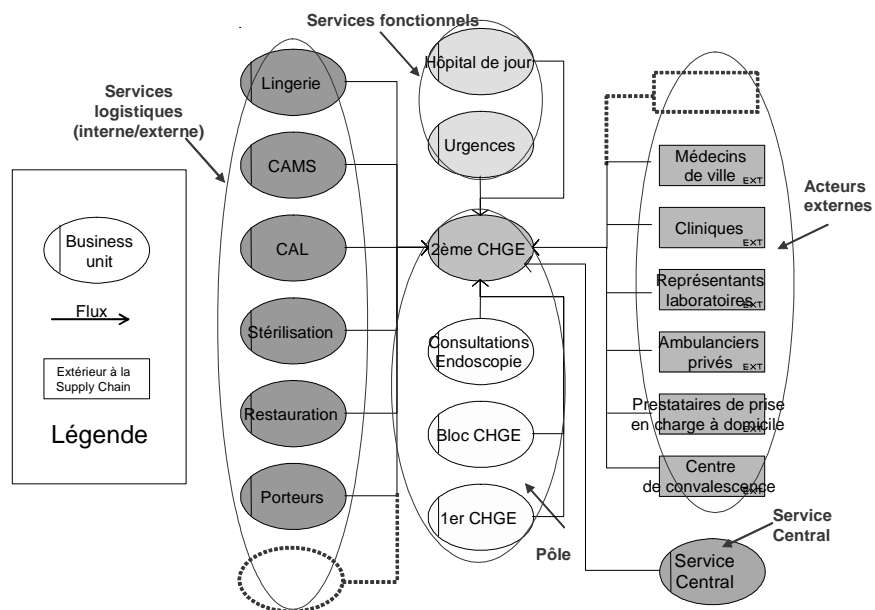 Services fonctionnels
Services
logistiques
(interne/externe)
Lingerie
CAMS
CAL
Stérilisation
Restauration
Porteurs
Hôpital de jour
Urgences
2ème CHGE
Consultations
Endoscopie
Bloc CHGE
1er CHGE
Pôle
Médecins
de ville
EXT
Cliniques
EXT
Représentants
laboratoires
EXT
Ambulanciers
privés
EXT
Prestataires de prise
en charge à domicile
EXT
Centre
de convalescence
EXT
Acteurs
externes
Service
Central
Service
Central
Business
unit
Flux
Extérieur à la
Supply Chain
Légende